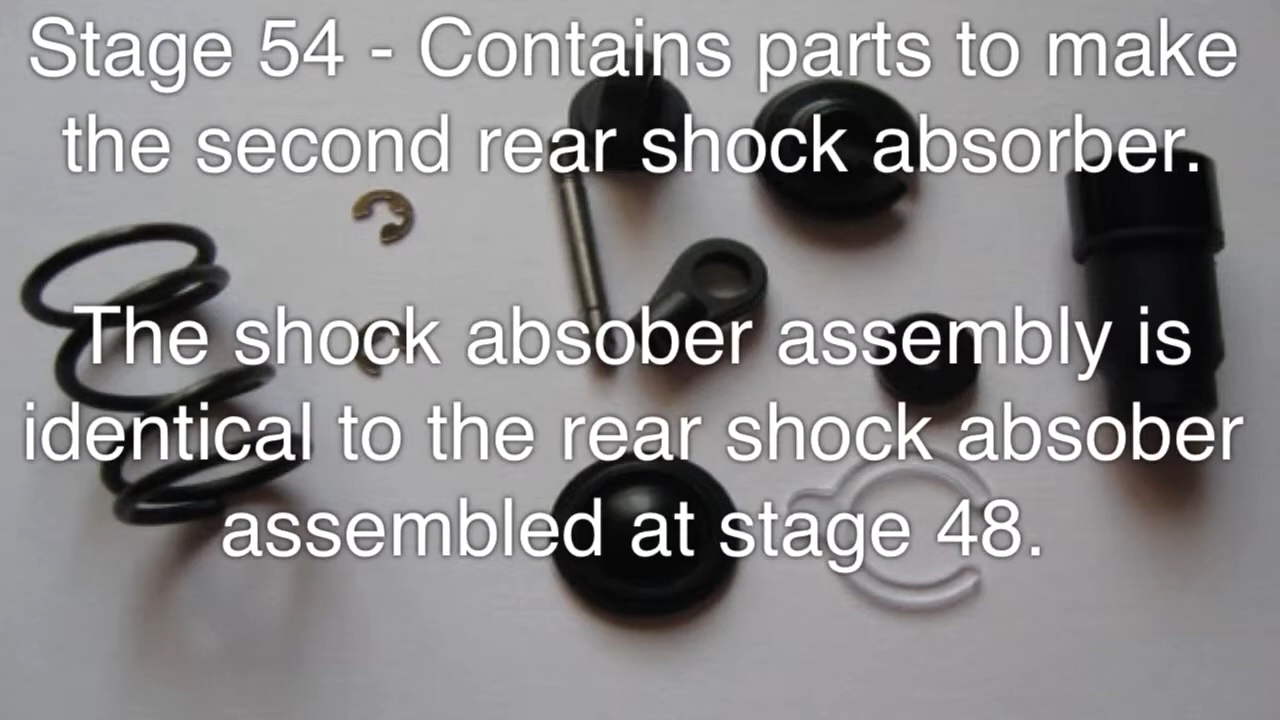 Stage 54 - Contains parts to make
the second rear shock absorber.
The shock absober assembly is
identical to the rear shock absober
assembled at stage 48.